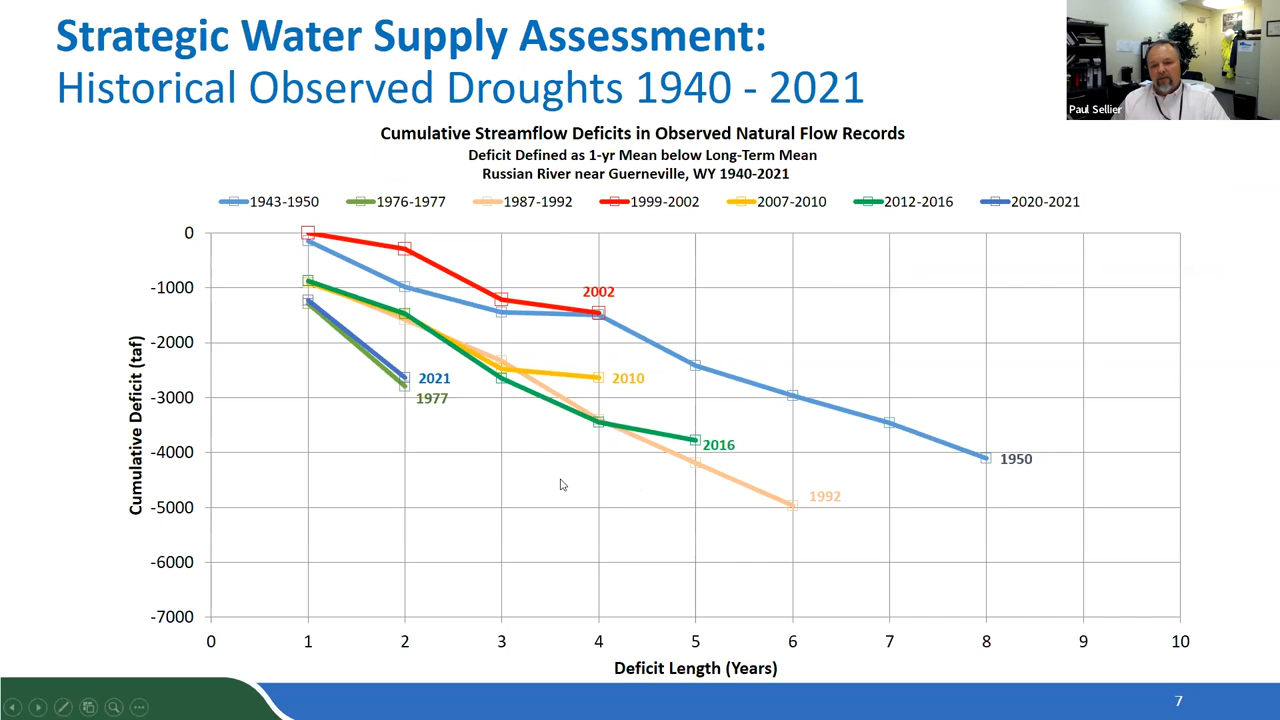 Strategic Water Supply Assessment:
Historical Observed Droughts 1940 - 2021
Paul Sellier
Cumulative Streamflow Deficits in Observed Natural Flow Records
Deficit Defined as 1-yr Mean below Long-Term Mean
Russian River near Guerneville, WY 1940-2021
1943-1950 1976-1977 1987-1992 1999-2002 2007-2010 2012-2016 2020-2021
Cumulative Deficit (taf)
0
-1000
-2000
-3000
-4000
-5000
-6000
-7000
2002
2021
2010
1977
2016
1950
1992
0 1 2 3 4 5 6 7 8 9 10
Deficit Length (Years)
7